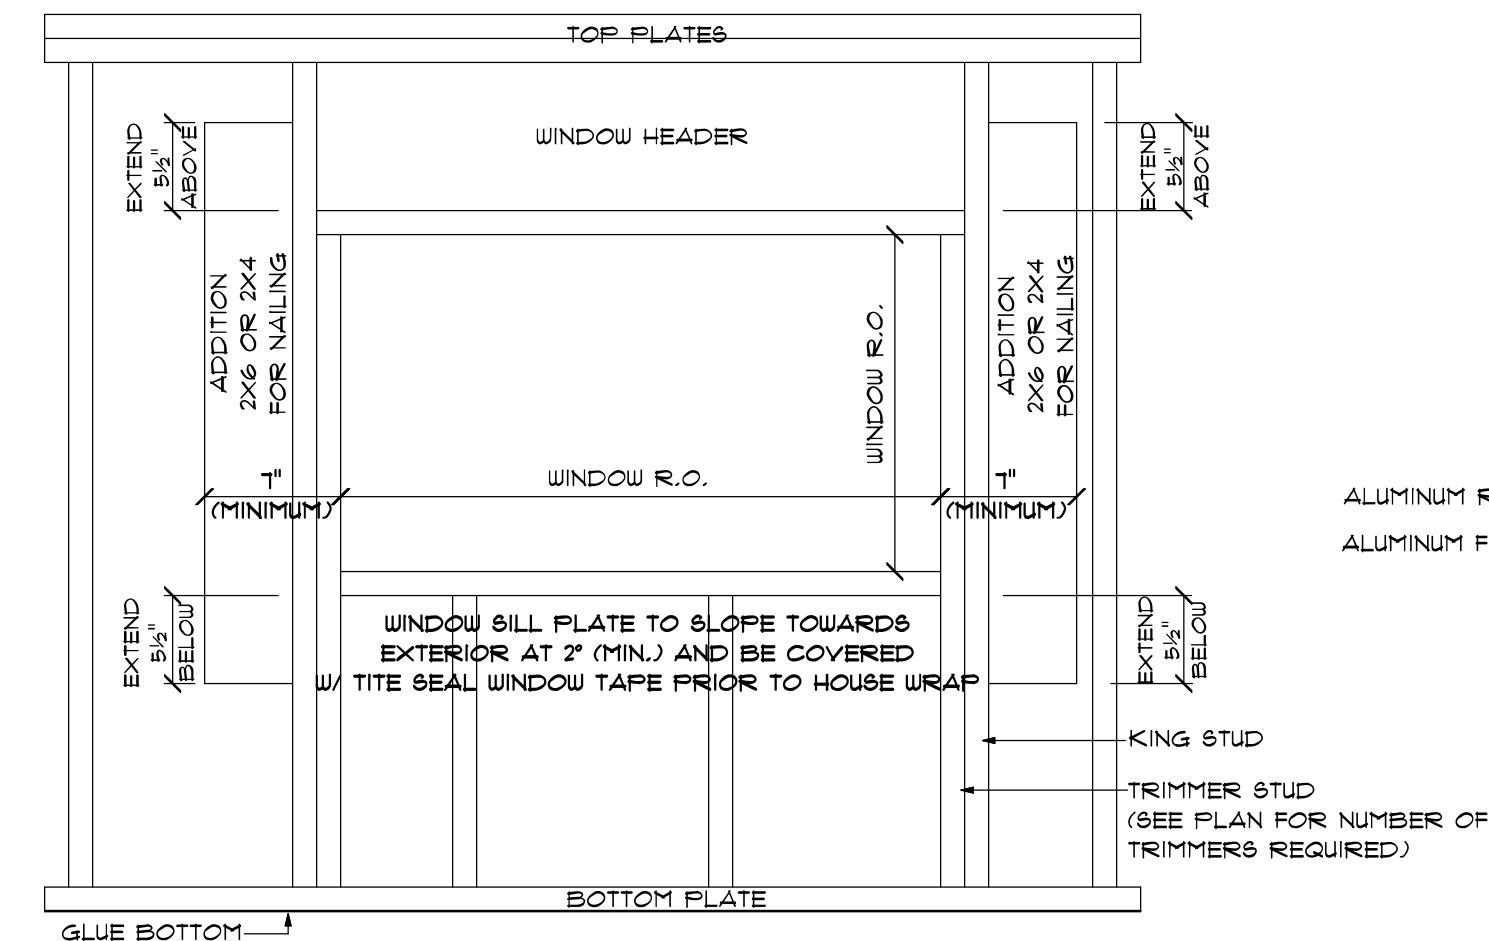 TOP PLATES
WINDOW HEADER
EXTEND
5½"
ABOVE
EXTEND
5½"
ABOVE
ADDITION
2X6 OR 2X4
FOR NAILING
ADDITION
2X6 OR 2X4
FOR NAILING
WINDOW R.O.
7"
(MINIMUM)
WINDOW R.O.
7"
(MINIMUM)
ALUMINUM
ALUMINUM F
EXTEND
5½"
BELOW
WINDOW SILL PLATE TO SLOPE TOWARDS
EXTERIOR AT 2° (MIN.) AND BE COVERED
W/ TITE SEAL WINDOW TAPE PRIOR TO HOUSE WRAP
EXTEND
5½"
BELOW
KING STUD
TRIMMER STUD
(SEE PLAN FOR NUMBER OF
TRIMMERS REQUIRED)
BOTTOM PLATE
GLUE BOTTOM